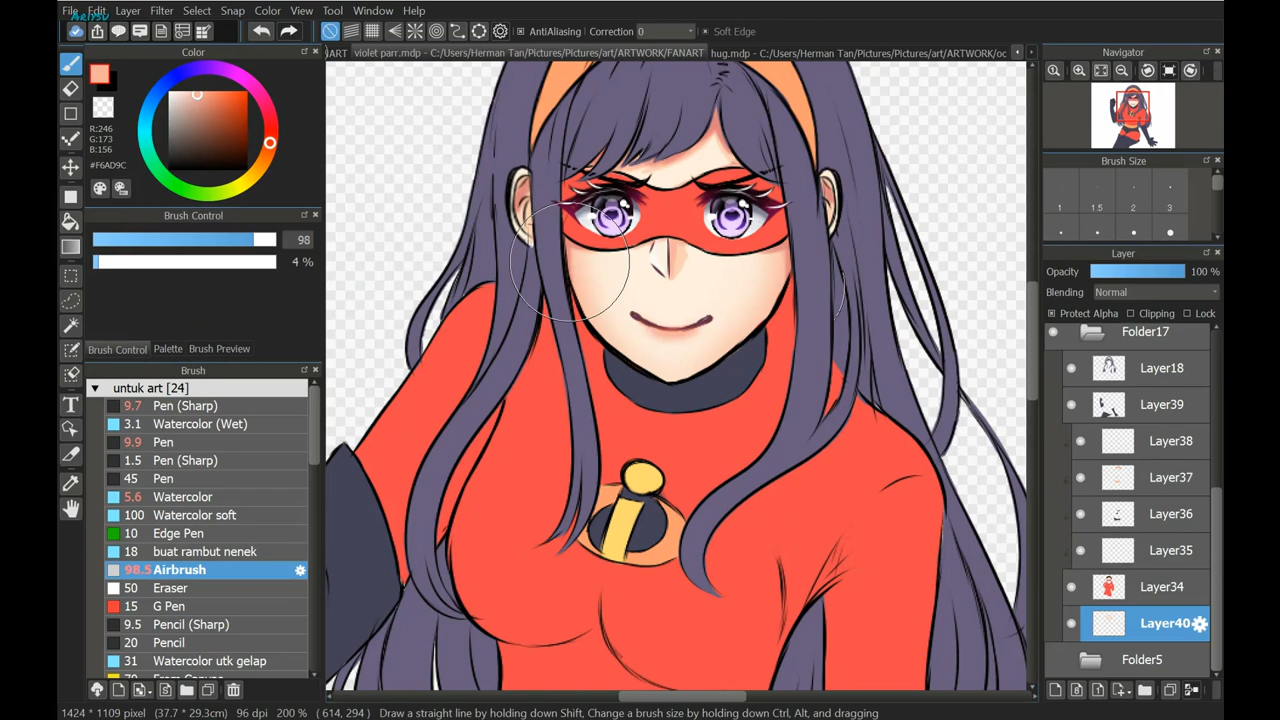 File Edit Layer Filter Select Snap Color View Tool Window Help
ARIYSU
AntiAliasing Correction 0 Soft Edge
ART violet parr.mdp - C:/Users/Herman Tan/Pictures/Pictures/art/ARTWORK/FANART hug.mdp - C:/Users/Herman Tan/Pictures/Pictures/art/ARTWORK/oc
Color
R:246
G:173
B:156
#F6AD9C
Brush Control
98
4 %
Brush Control Palette Brush Preview
Brush
untuk art [24]
9.7 Pen (Sharp)
3.1 Watercolor (Wet)
9.9 Pen
1.5 Pen (Sharp)
45 Pen
5.6 Watercolor
100 Watercolor soft
10 Edge Pen
18 buat rambut nenek
98.5 Airbrush
50 Eraser
15 G Pen
9.5 Pencil (Sharp)
20 Pencil
31 Watercolor utk gelap
Navigator
Brush Size
1 1.5 2 3
Layer
Opacity 100 %
Blending Normal
Protect Alpha Clipping Lock
Folder17
Layer18
Layer39
Layer38
Layer37
Layer36
Layer35
Layer34
Layer40
Folder5
1424 * 1109 pixel (37.7 * 29.3cm) 96 dpi 200 % ( 614, 294 ) Draw a straight line by holding down Shift, Change a brush size by holding down Ctrl, Alt, and dragging